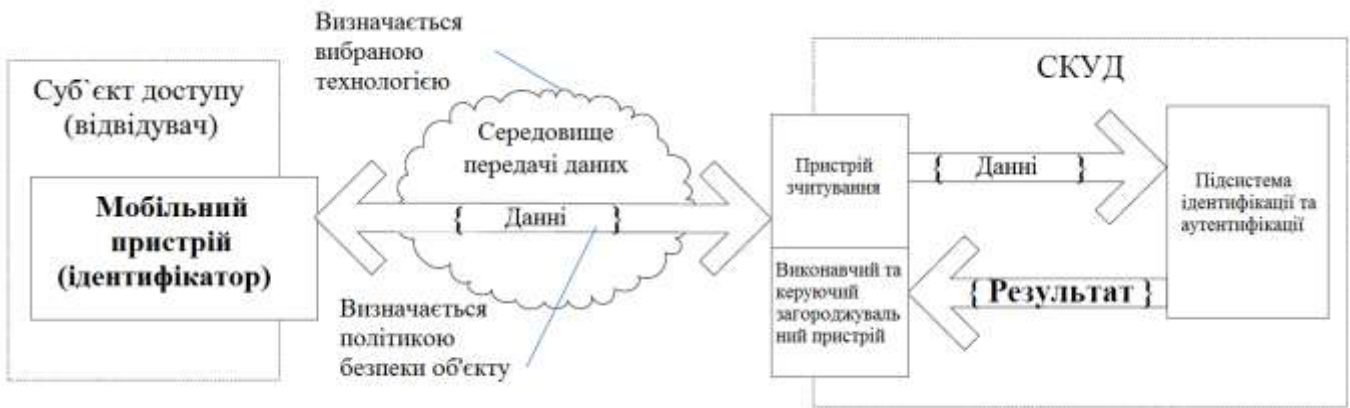 Визначається
вибраною
технологією
СКУД
Суб`єкт доступу
(відвідувач)
Середовище
передачі даних
Пристрій
зчитування
{ Данні }
Підсистема
ідентифікації та
аутентифікації
Мобільний
пристрій
(ідентифікатор)
{ Данні }
Виконавчий та
керуючий
загороджуваль
ний пристрій
{ Результат }
Визначається
політикою
безпеки об'єкту